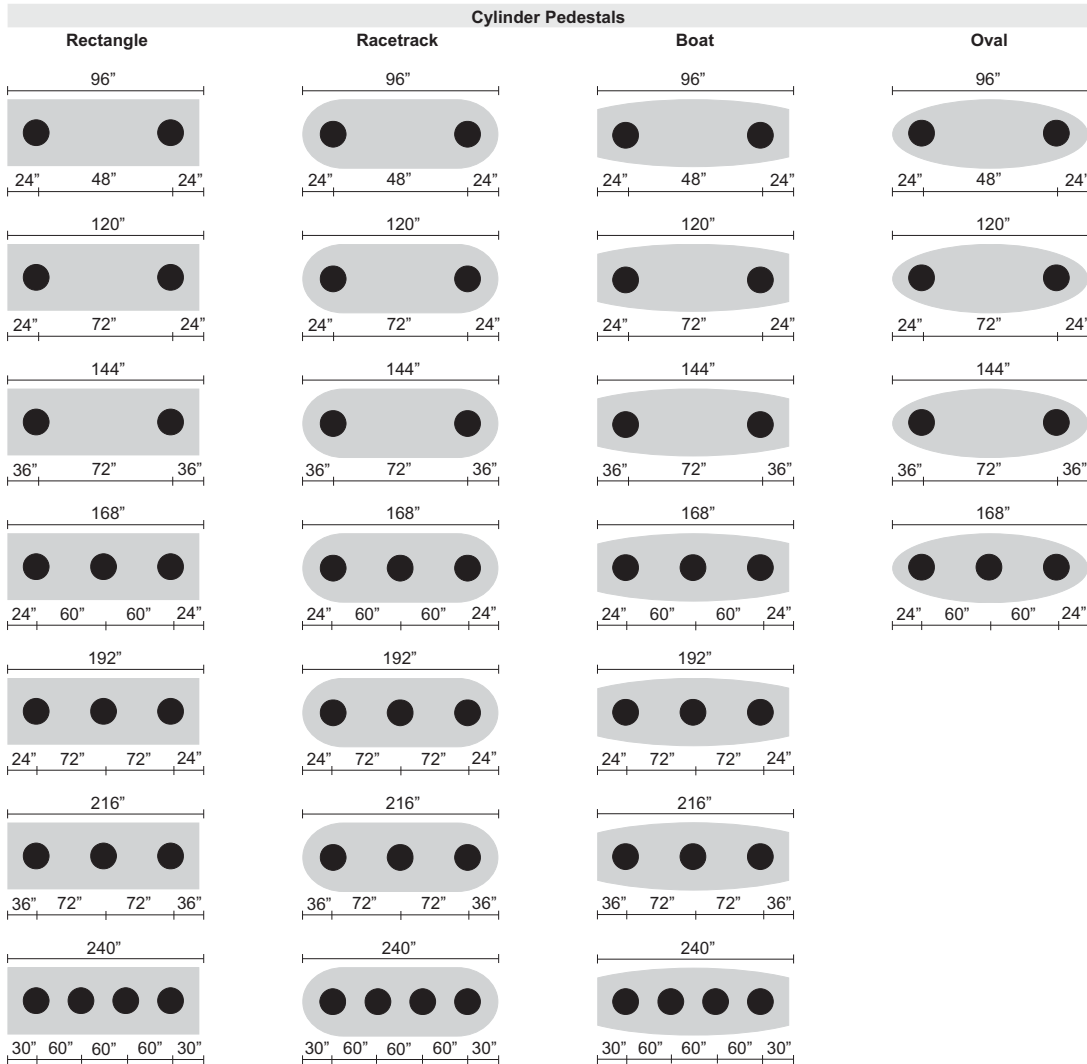 Cylinder Pedestals
Rectangle Racetrack Boat Oval
96” 96” 96” 96”
24” 48” 24” 24” 48” 24” 24” 48” 24” 24” 48” 24”
120” 120” 120” 120”
24” 72” 24” 24” 72” 24” 24” 72” 24” 24” 72” 24”
144” 144” 144” 144”
36” 72” 36” 36” 72” 36” 36” 72” 36” 36” 72” 36”
168” 168” 168” 168”
24” 60” 60” 24” 24” 60” 60” 24” 24” 60” 60” 24” 24” 60” 60” 24”
192” 192” 192”
24” 72” 72” 24” 24” 72” 72” 24” 24” 72” 72” 24”
216” 216” 216”
36” 72” 72” 36” 36” 72” 72” 36” 36” 72” 72” 36”
240” 240” 240”
30” 60” 60” 60” 30” 30” 60” 60” 60” 30” 30” 60” 60” 60” 30”